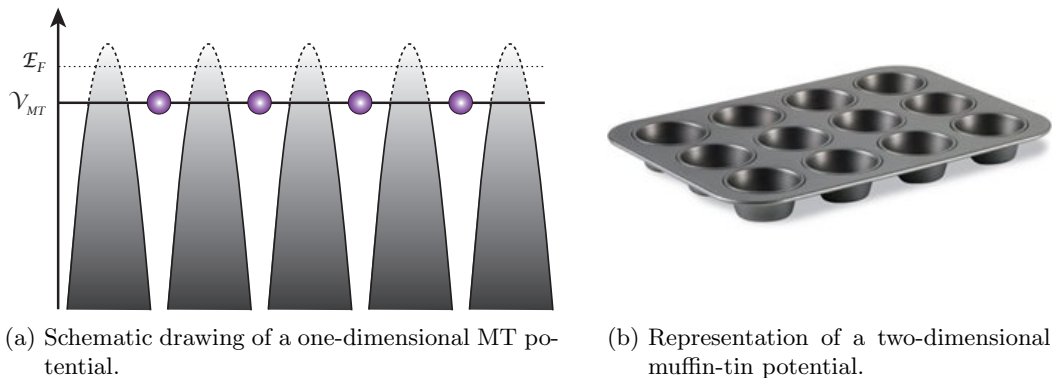 ℰ_F
𝒱_MT
(a) Schematic drawing of a one-dimensional MT po-
tential.
(b) Representation of a two-dimensional
muffin-tin potential.